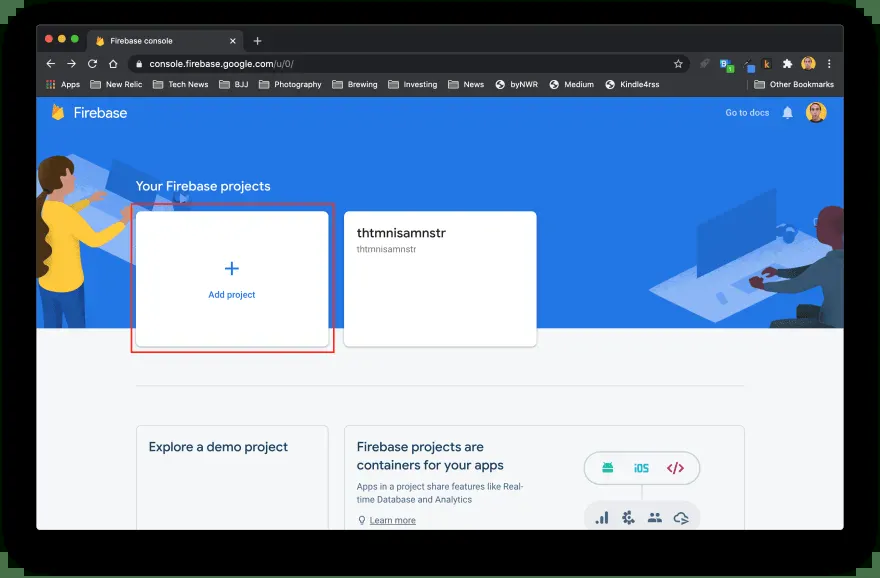 Firebase console
console.firebase.google.com/u/0/
Apps New Relic Tech News BJJ Photography Brewing Investing News byNWR Medium Kindle4rss Other Bookmarks
Firebase
Go to docs
Your Firebase projects
+
Add project
thtmnisamnstr
thtmnisamnstr
Explore a demo project
Firebase projects are
containers for your apps
Apps in a project share features like Real-
time Database and Analytics
Learn more
iOS </>